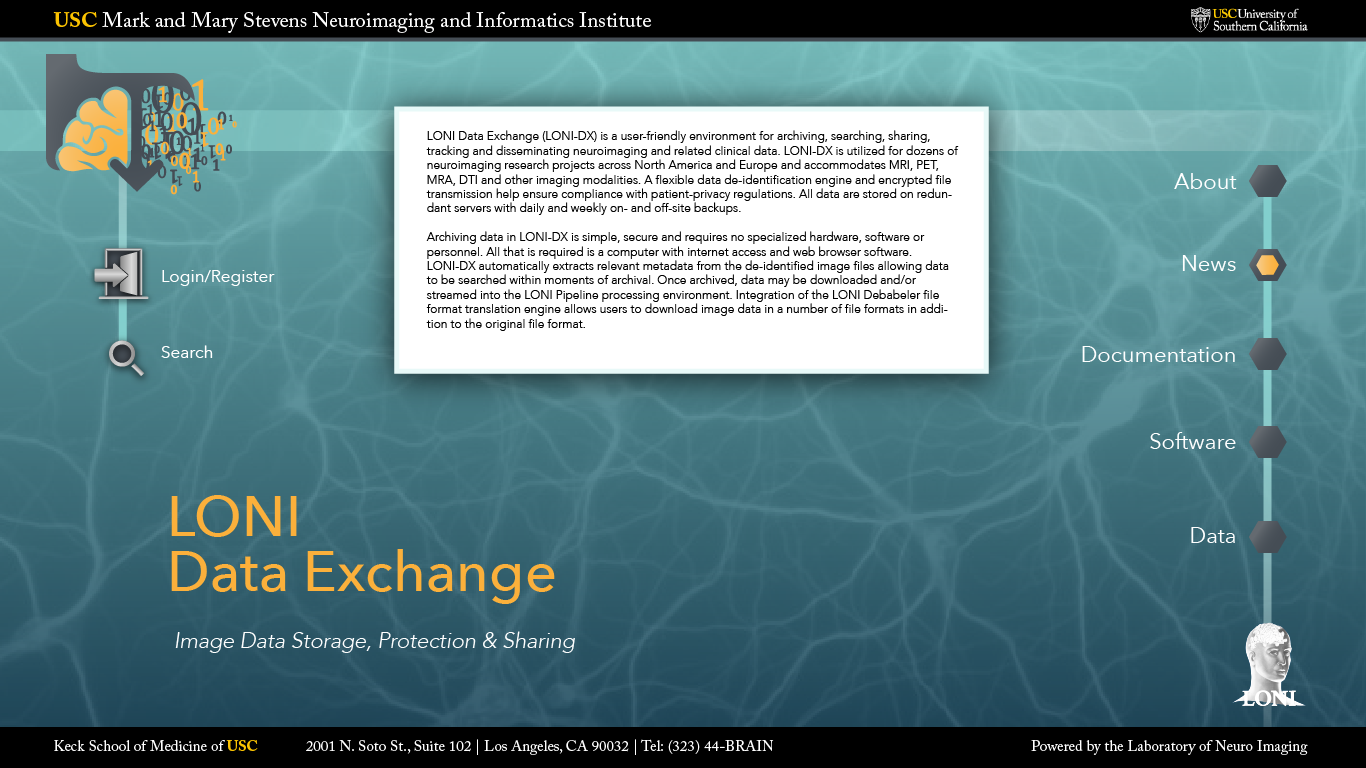 USC Mark and Mary Stevens Neuroimaging and Informatics Institute
USC University of
Southern California
LONI Data Exchange (LONI-DX) is a user-friendly environment for archiving, searching, sharing,
tracking and disseminating neuroimaging and related clinical data. LONI-DX is utilized for dozens of
neuroimaging research projects across North America and Europe and accommodates MRI, PET,
MRA, DTI and other imaging modalities. A flexible data de-identification engine and encrypted file
transmission help ensure compliance with patient-privacy regulations. All data are stored on redun-
dant servers with daily and weekly on- and off-site backups.
Archiving data in LONI-DX is simple, secure and requires no specialized hardware, software or
personnel. All that is required is a computer with internet access and web browser software.
LONI-DX automatically extracts relevant metadata from the de-identified image files allowing data
to be searched within moments of archival. Once archived, data may be downloaded and/or
streamed into the LONI Pipeline processing environment. Integration of the LONI Debabeler file
format translation engine allows users to download image data in a number of file formats in addi-
tion to the original file format.
Login/Register
Search
About
News
Documentation
Software
Data
LONI
Data Exchange
Image Data Storage, Protection & Sharing
LONI
Keck School of Medicine of USC
2001 N. Soto St., Suite 102 | Los Angeles, CA 90032 | Tel: (323) 44-BRAIN
Powered by the Laboratory of Neuro Imaging